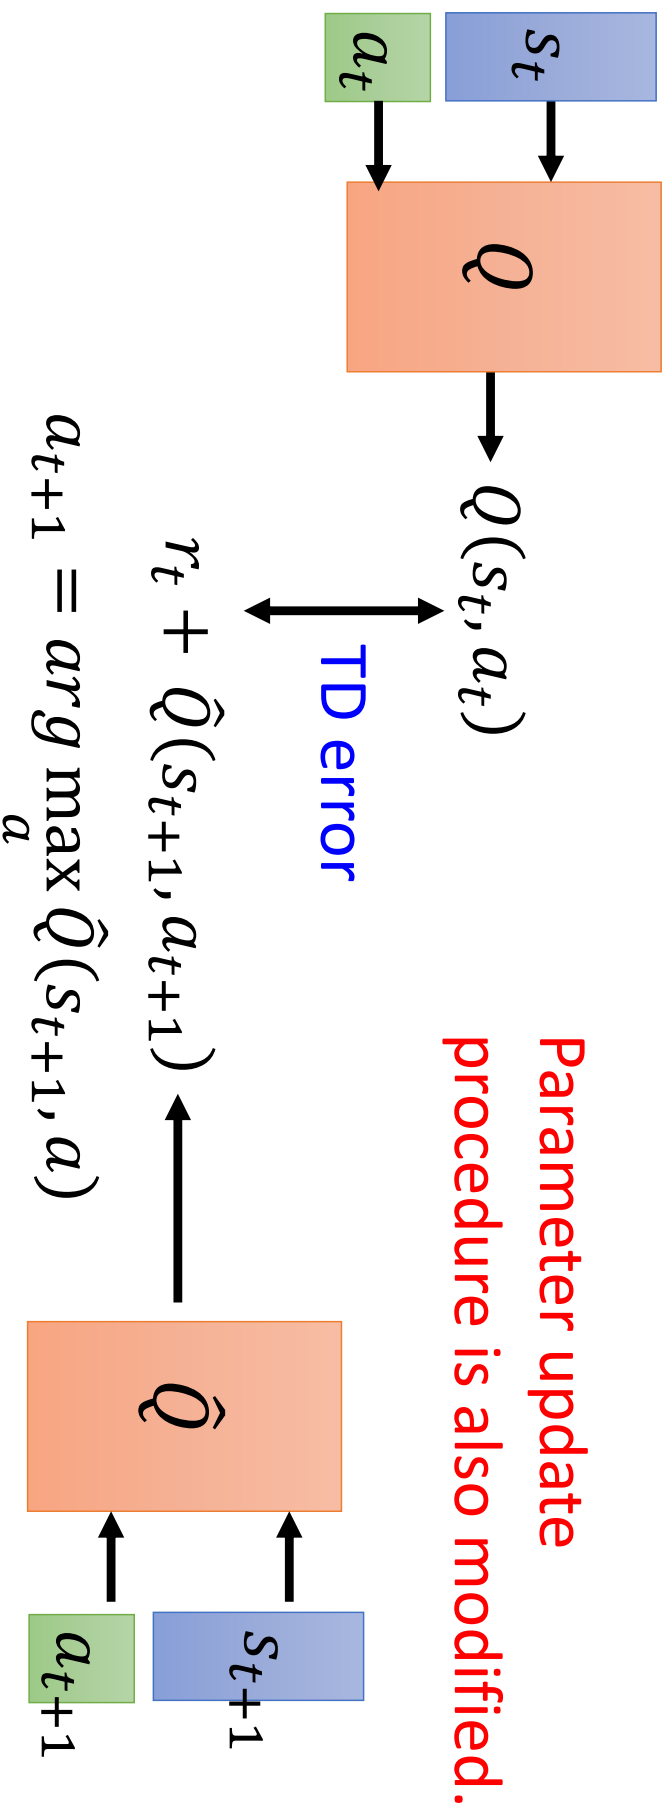 s_t
a_t
Q
Q(s_t, a_t)
TD error
r_t + Q̂(s_{t+1}, a_{t+1})
a_{t+1} = arg max_a Q̂(s_{t+1}, a)
Parameter update
procedure is also modified.
Q̂
s_{t+1}
a_{t+1}